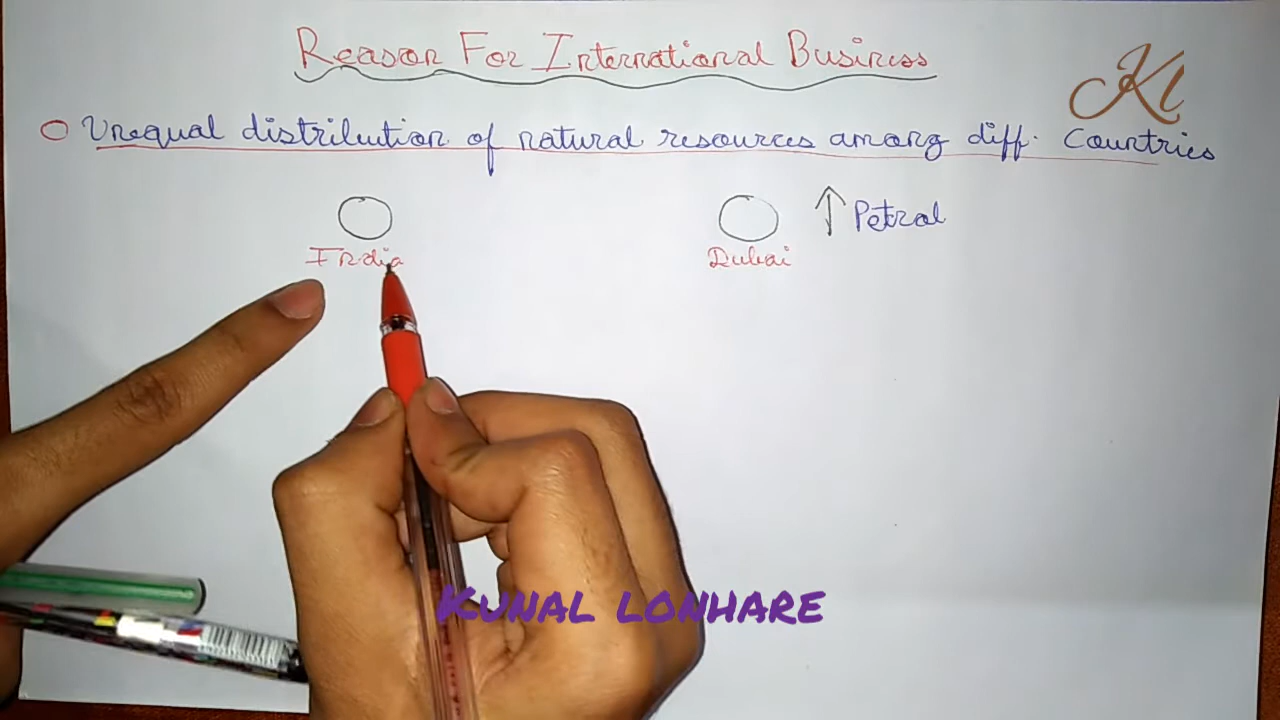 Reason For International Business
Kl
Unequal distribution of natural resources among diff. Countries
↑ Petrol
India
Dubai
KUNAL LONHARE